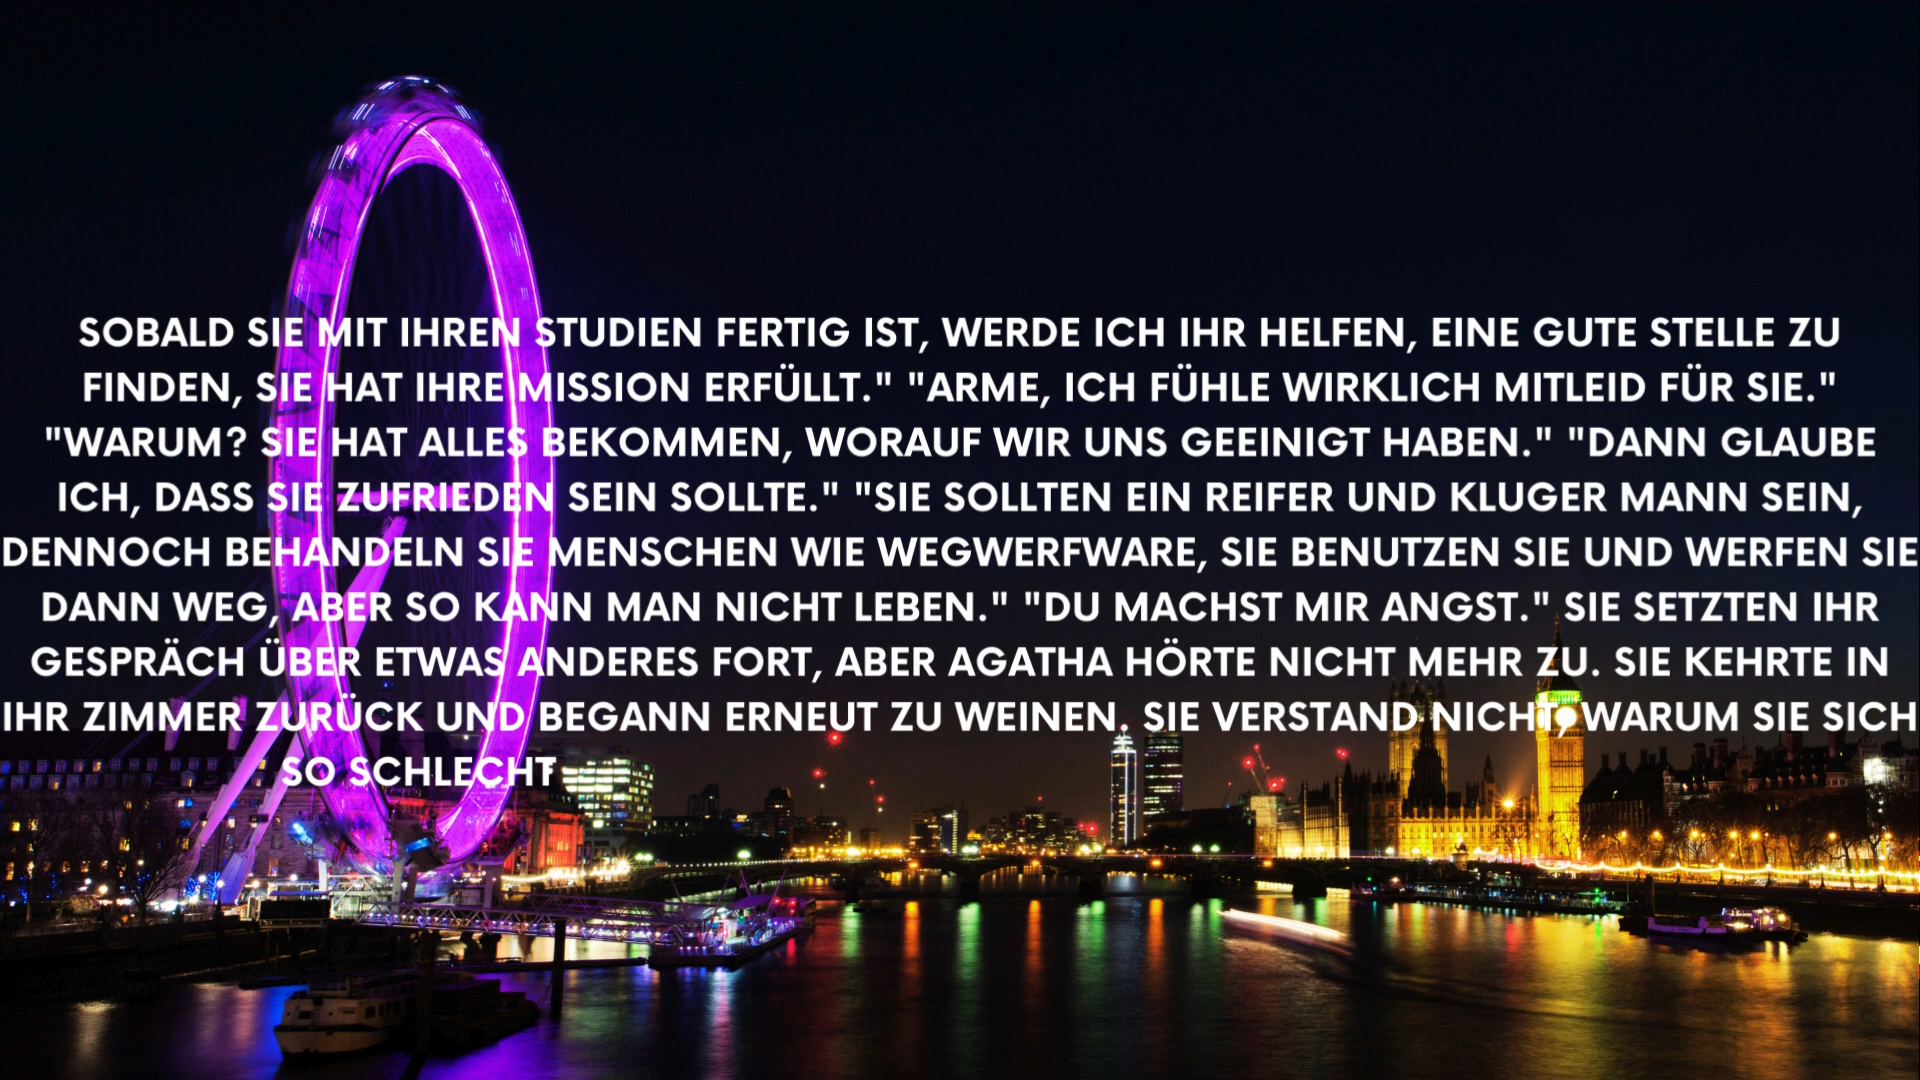 SOBALD SIE MIT IHREN STUDIEN FERTIG IST, WERDE ICH IHR HELFEN, EINE GUTE STELLE ZU
FINDEN, SIE HAT IHRE MISSION ERFÜLLT." "ARME, ICH FÜHLE WIRKLICH MITLEID FÜR SIE."
"WARUM? SIE HAT ALLES BEKOMMEN, WORAUF WIR UNS GEEINIGT HABEN." "DANN GLAUBE
ICH, DASS SIE ZUFRIEDEN SEIN SOLLTE." "SIE SOLLTEN EIN REIFER UND KLUGER MANN SEIN,
DENNOCH BEHANDELN SIE MENSCHEN WIE WEGWERFWARE, SIE BENUTZEN SIE UND WERFEN SIE
DANN WEG, ABER SO KANN MAN NICHT LEBEN." "DU MACHST MIR ANGST." SIE SETZTEN IHR
GESPRÄCH ÜBER ETWAS ANDERES FORT, ABER AGATHA HÖRTE NICHT MEHR ZU. SIE KEHRTE IN
IHR ZIMMER ZURÜCK UND BEGANN ERNEUT ZU WEINEN. SIE VERSTAND NICHT, WARUM SIE SICH
SO SCHLECHT